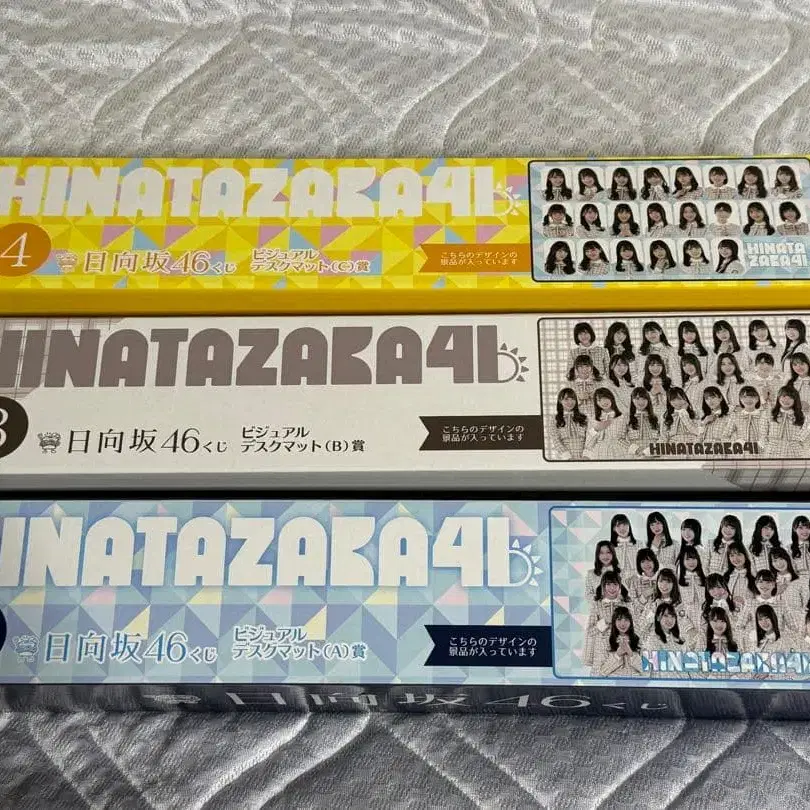 HINATAZAKA46
4
日向坂46くじ
ビジュアル
デスクマット(C)賞
こちらのデザインの
景品が入っています
HINATA
ZAKA46
HINATAZAKA46
3
日向坂46くじ
ビジュアル
デスクマット(B)賞
こちらのデザインの
景品が入っています
HINATAZAKA46
INATAZAKA46
日向坂46くじ
ビジュアル
デスクマット(A)賞
こちらのデザインの
景品が入っています
HINATAZAKA46
日向坂46くじ